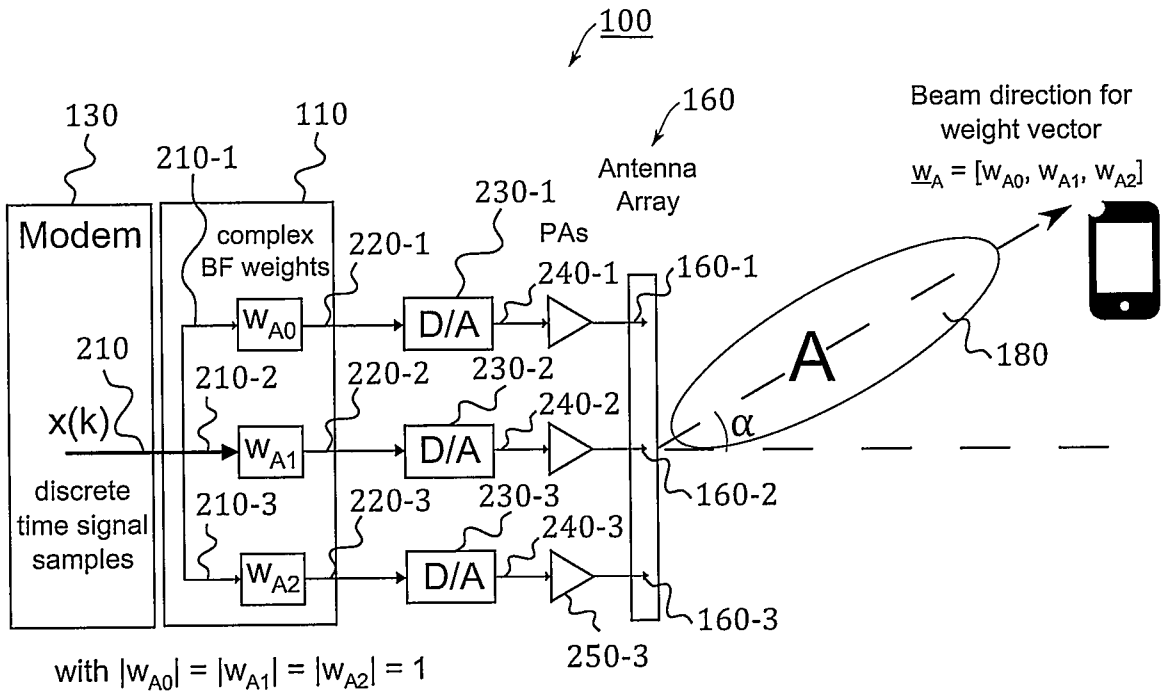 100
160
130
110
210-1
230-1
Antenna
Array
Beam direction for
weight vector
w_A = [w_A0, w_A1, w_A2]
Modem
complex
BF weights
220-1
PAs
240-1
160-1
w_A0
D/A
210
210-2
220-2
230-2
240-2
A
180
x(k)
w_A1
D/A
α
discrete
time signal
samples
210-3
220-3
230-3
240-3
160-2
w_A2
D/A
250-3
160-3
with |w_A0| = |w_A1| = |w_A2| = 1